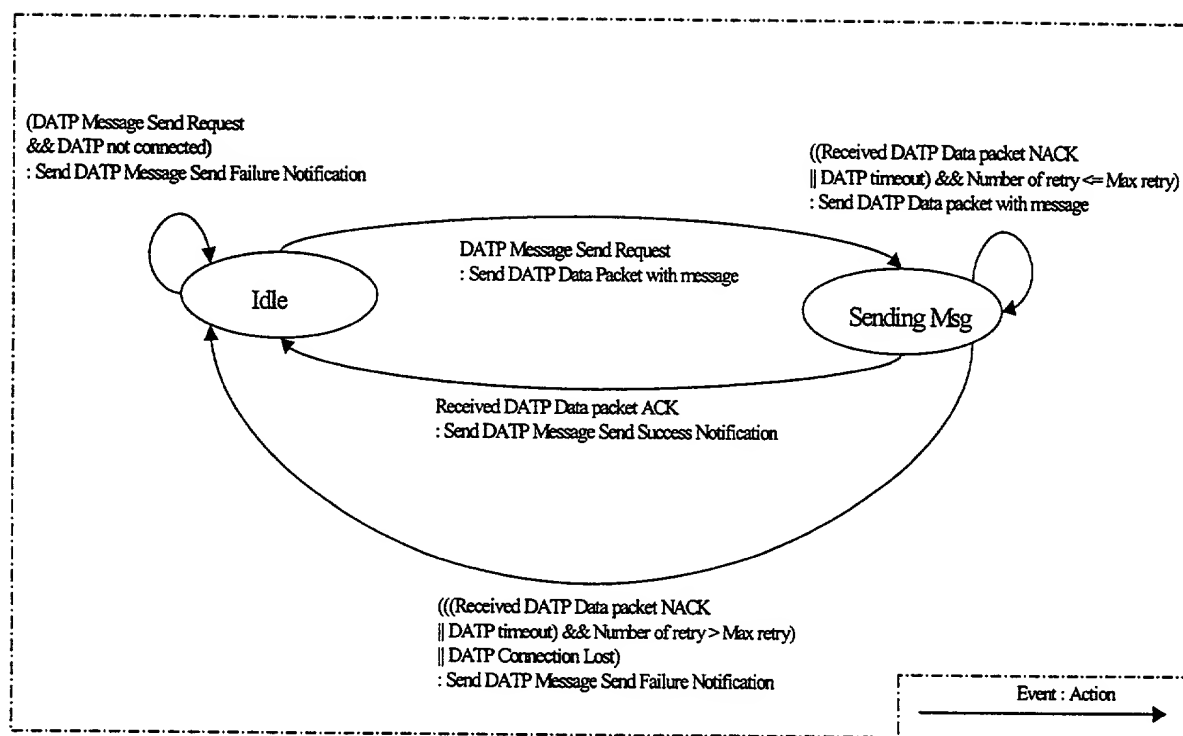 (DATP Message Send Request
&& DATP not connected)
: Send DATP Message Send Failure Notification
((Received DATP Data packet NACK
|| DATP timeout) && Number of retry <= Max retry)
: Send DATP Data packet with message
DATP Message Send Request
: Send DATP Data Packet with message
Idle
Sending Msg
Received DATP Data packet ACK
: Send DATP Message Send Success Notification
(((Received DATP Data packet NACK
|| DATP timeout) && Number of retry > Max retry)
|| DATP Connection Lost)
: Send DATP Message Send Failure Notification
Event : Action